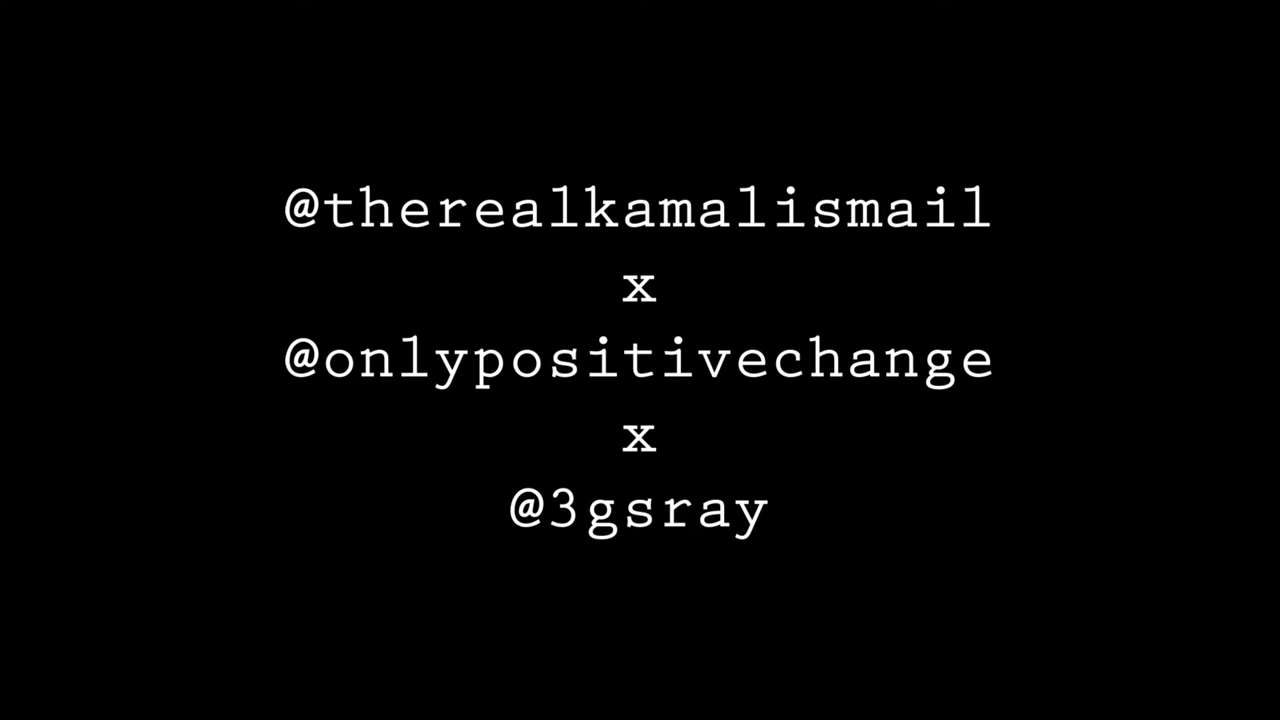 @therealkamalismail
x
@onlypositivechange
x
@3gsray